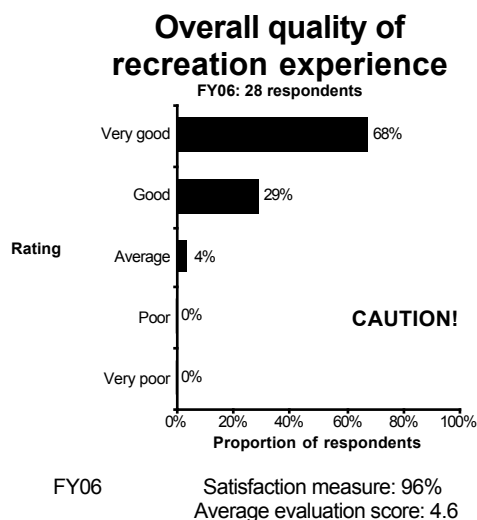 Overall quality of
recreation experience
FY06: 28 respondents
Very good
68%
Good
29%
Rating
Average
4%
Poor
0%
CAUTION!
Very poor
0%
0%
20%
40%
60%
80%
100%
Proportion of respondents
FY06
Satisfaction measure: 96%
Average evaluation score: 4.6